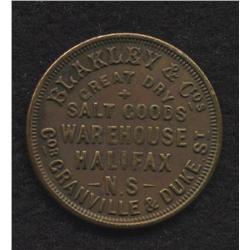 BLAKLEY & Co's
GREAT DRY
+
SALT GOODS
WAREHOUSE
HALIFAX
- N.S -
COR GRANVILLE & DUKE ST